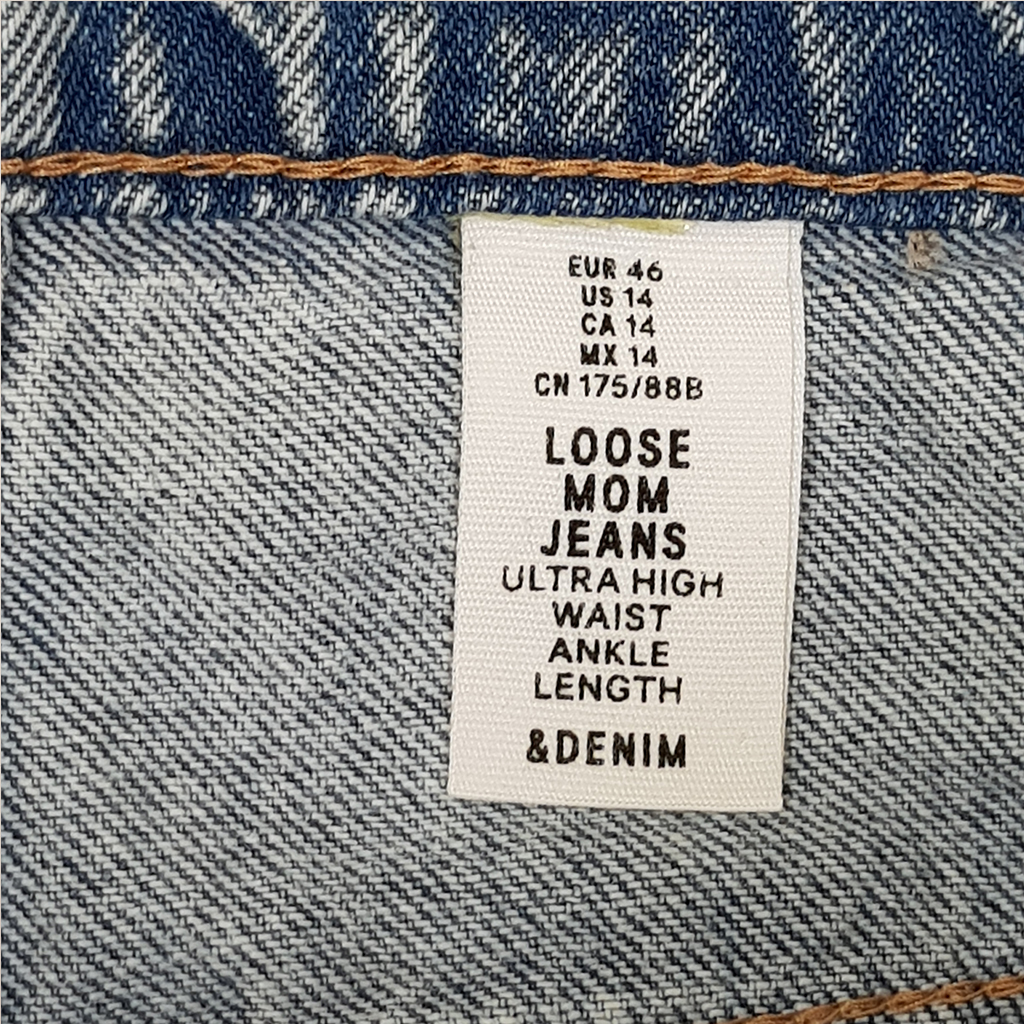 EUR 46
US 14
CA 14
MX 14
CN 175/88B
LOOSE
MOM
JEANS
ULTRA HIGH
WAIST
ANKLE
LENGTH
&DENIM